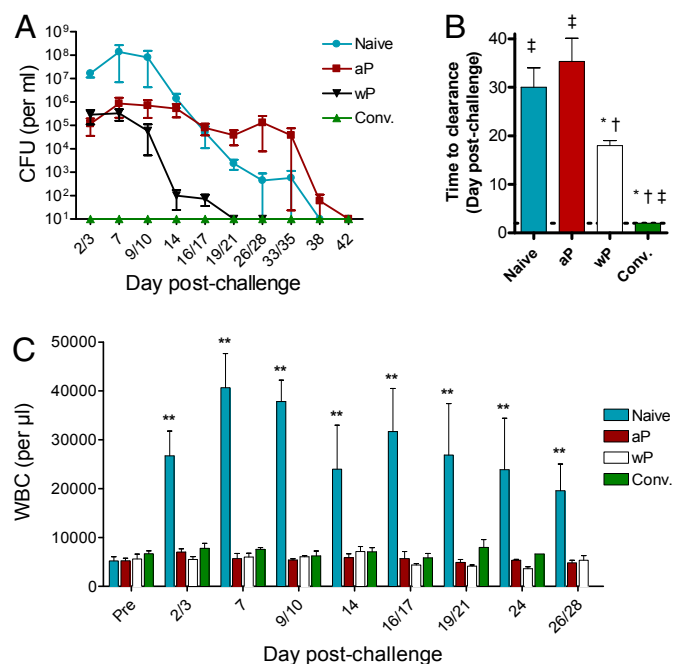 A
CFU (per ml)
10⁹
10⁸
10⁷
10⁶
10⁵
10⁴
10³
10²
10¹
2/3
7
9/10
14
16/17
19/21
26/28
33/35
38
42
Day post-challenge
Naive
aP
wP
Conv.
B
Time to clearance
(Day post-challenge)
40
30
20
10
0
‡
‡
* †
* † ‡
Naive
aP
wP
Conv.
C
WBC (per µl)
50000
40000
30000
20000
10000
0
**
**
**
**
**
**
**
**
Pre
2/3
7
9/10
14
16/17
19/21
24
26/28
Day post-challenge
Naive
aP
wP
Conv.